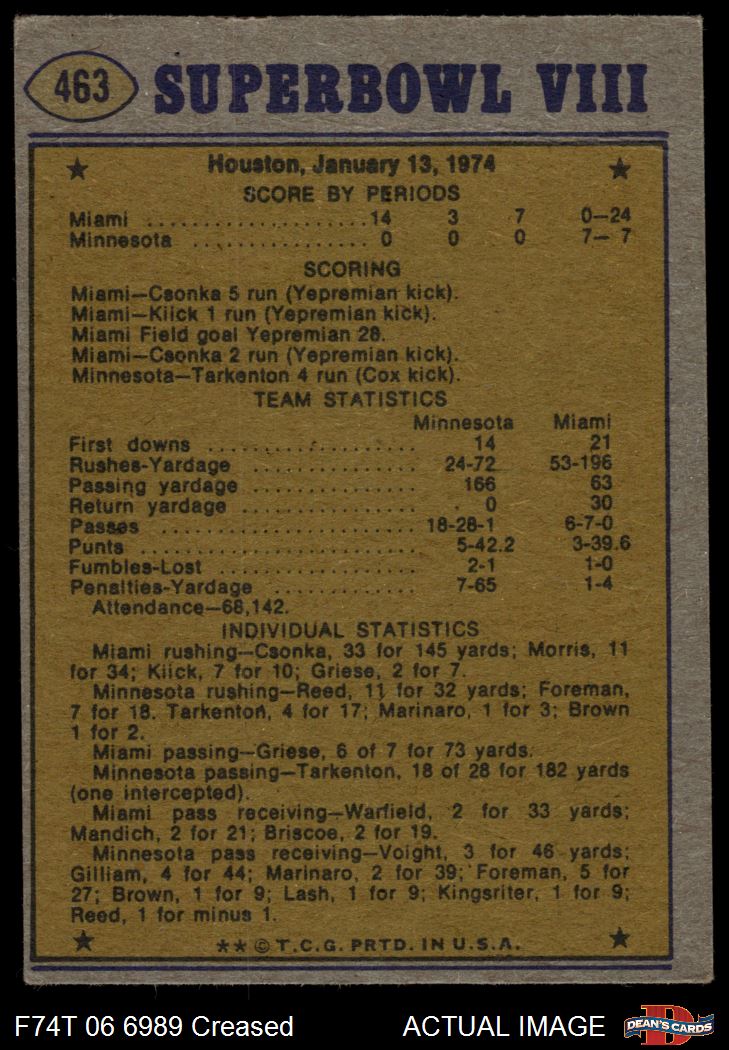 463 SUPERBOWL VIII
Houston, January 13, 1974
SCORE BY PERIODS
Miami ..................... 14 3 7 0—24
Minnesota ................ 0 0 0 7— 7
SCORING
Miami—Csonka 5 run (Yepremian kick).
Miami—Kiick 1 run (Yepremian kick).
Miami Field goal Yepremian 28.
Miami—Csonka 2 run (Yepremian kick).
Minnesota—Tarkenton 4 run (Cox kick).
TEAM STATISTICS
Minnesota Miami
First downs ................... 14 21
Rushes-Yardage .............. 24-72 53-196
Passing yardage .............. 166 63
Return yardage ............... 0 30
Passes ....................... 18-28-1 6-7-0
Punts ........................ 5-42.2 3-39.6
Fumbles-Lost ................. 2-1 1-0
Penalties-Yardage ............ 7-65 1-4
Attendance—68,142.
INDIVIDUAL STATISTICS
Miami rushing—Csonka, 33 for 145 yards; Morris, 11
for 34; Kiick, 7 for 10; Griese, 2 for 7.
Minnesota rushing—Reed, 11 for 32 yards; Foreman,
7 for 18. Tarkenton, 4 for 17; Marinaro, 1 for 3; Brown
1 for 2.
Miami passing—Griese, 6 of 7 for 73 yards.
Minnesota passing—Tarkenton, 18 of 28 for 182 yards
(one intercepted).
Miami pass receiving—Warfield, 2 for 33 yards;
Mandich, 2 for 21; Briscoe, 2 for 19.
Minnesota pass receiving—Voight, 3 for 46 yards;
Gilliam, 4 for 44; Marinaro, 2 for 39; Foreman, 5 for
27; Brown, 1 for 9; Lash, 1 for 9; Kingsriter, 1 for 9;
Reed, 1 for minus 1.
** © T.C.G. PRTD. IN U.S.A.
F74T 06 6989 Creased ACTUAL IMAGE
D
DEAN'S CARDS